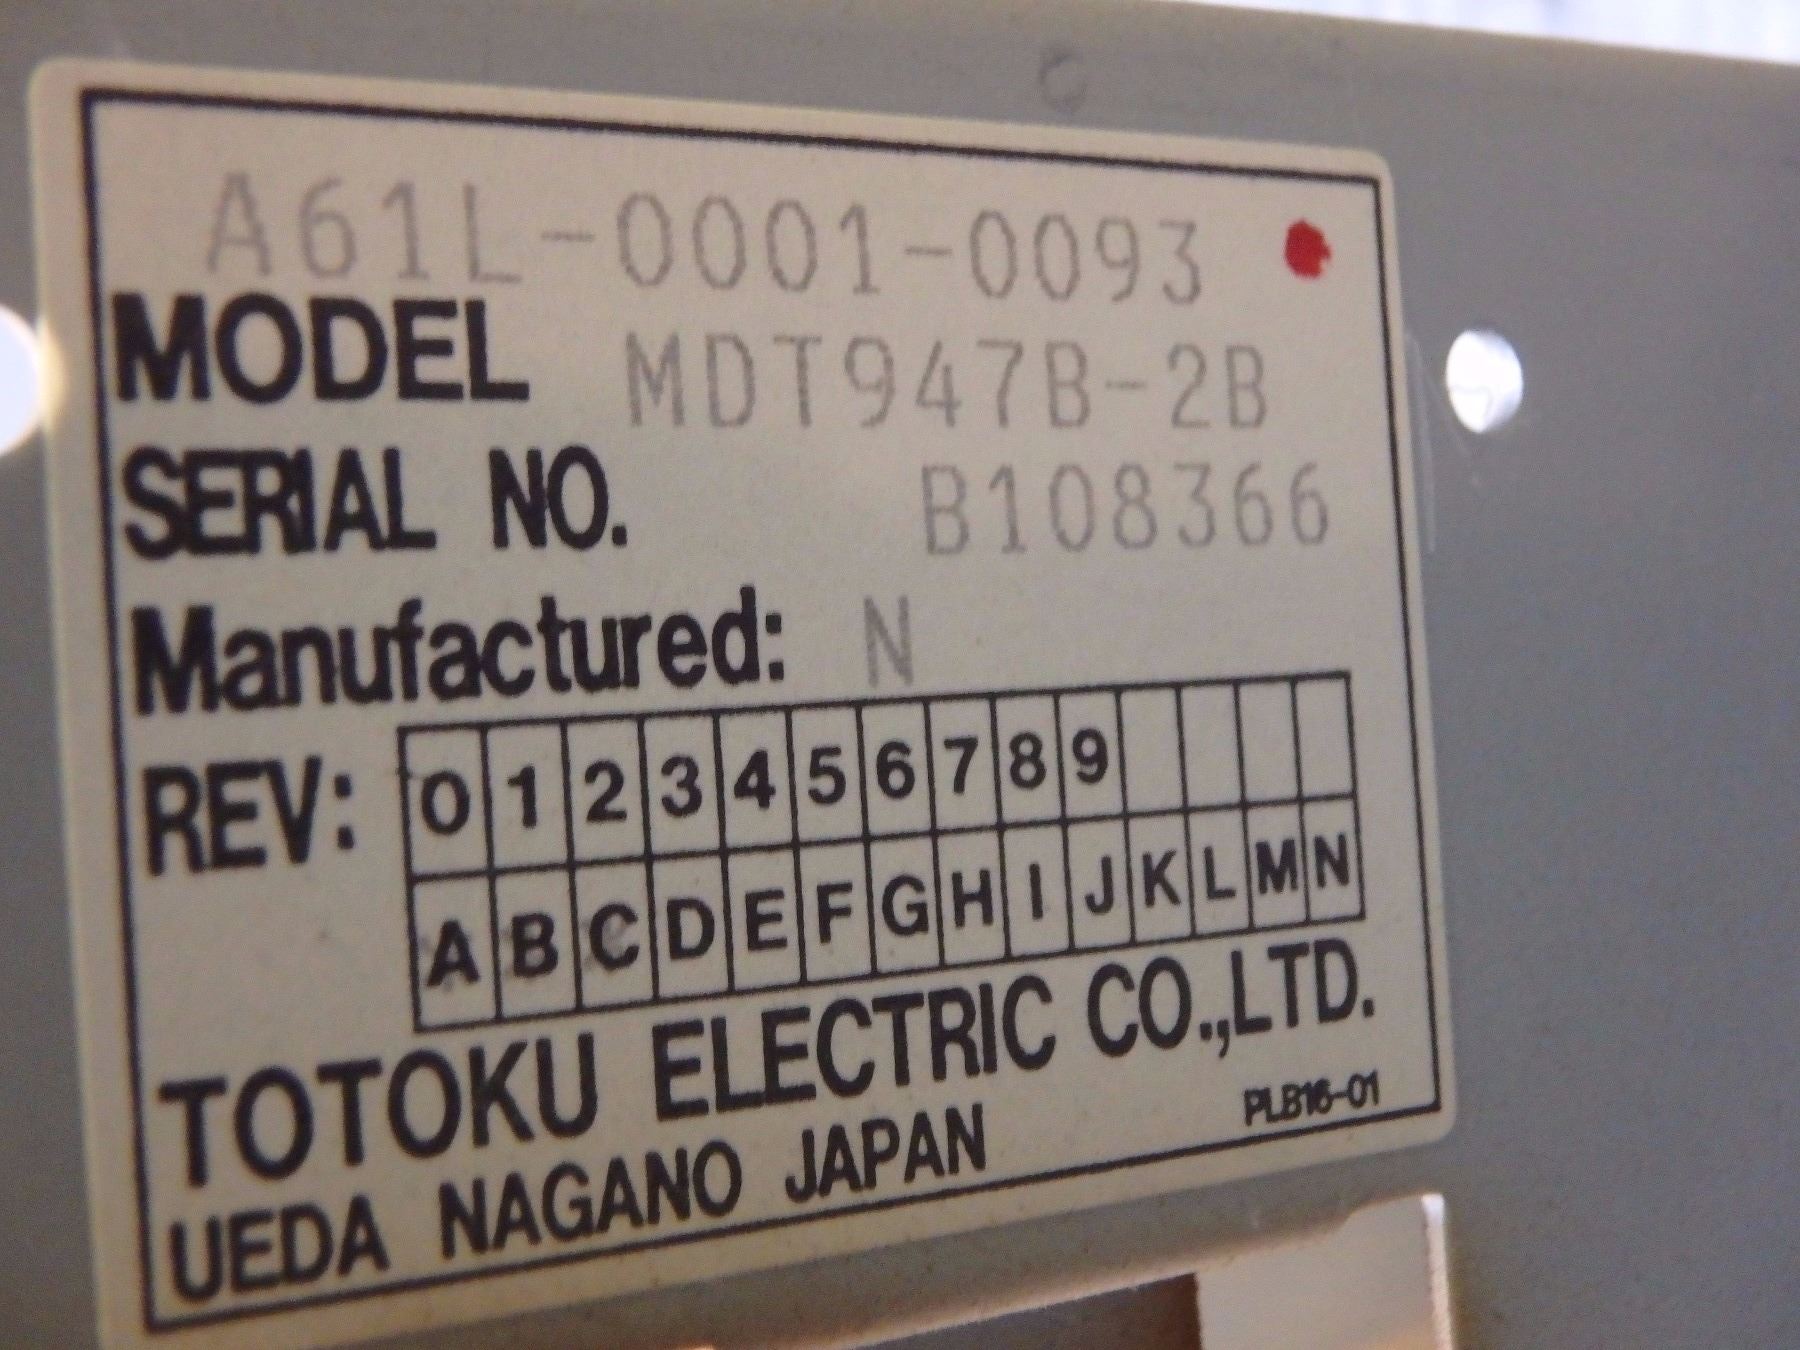 A61L-0001-0093
MODEL MDT947B-2B
SERIAL NO. B108366
Manufactured: N
REV: 0 1 2 3 4 5 6 7 8 9
A B C D E F G H I J K L M N
TOTOKU ELECTRIC CO.,LTD.
UEDA NAGANO JAPAN PLB16-01